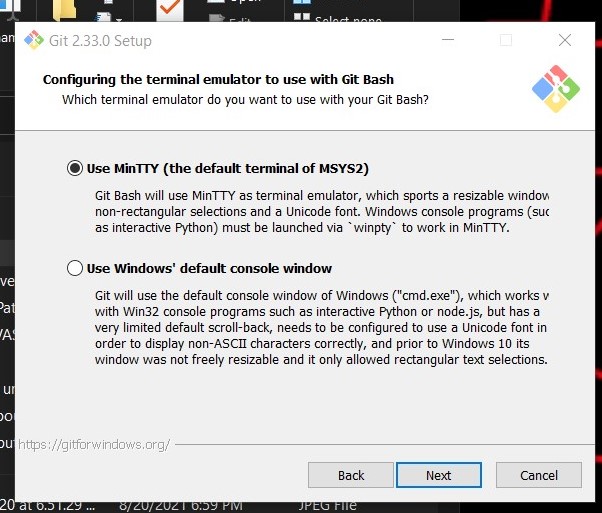 Open
Edit
Select none
Git 2.33.0 Setup
Configuring the terminal emulator to use with Git Bash
Which terminal emulator do you want to use with your Git Bash?
Use MinTTY (the default terminal of MSYS2)
Git Bash will use MinTTY as terminal emulator, which sports a resizable window
non-rectangular selections and a Unicode font. Windows console programs (suc
as interactive Python) must be launched via `winpty` to work in MinTTY.
Use Windows' default console window
Git will use the default console window of Windows ("cmd.exe"), which works w
with Win32 console programs such as interactive Python or node.js, but has a
very limited default scroll-back, needs to be configured to use a Unicode font in
order to display non-ASCII characters correctly, and prior to Windows 10 its
window was not freely resizable and it only allowed rectangular text selections.
https://gitforwindows.org/
Back
Next
Cancel
20 at 6.51.29 ...
8/20/2021 6:59 PM
JPEG File